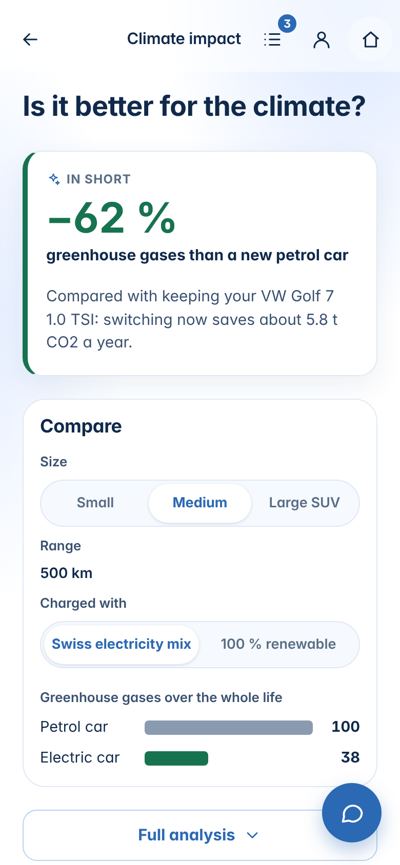 Climate impact
3
Is it better for the climate?
IN SHORT
−62 %
greenhouse gases than a new petrol car
Compared with keeping your VW Golf 7
1.0 TSI: switching now saves about 5.8 t
CO2 a year.
Compare
Size
Small Medium Large SUV
Range
500 km
Charged with
Swiss electricity mix 100 % renewable
Greenhouse gases over the whole life
Petrol car 100
Electric car 38
Full analysis